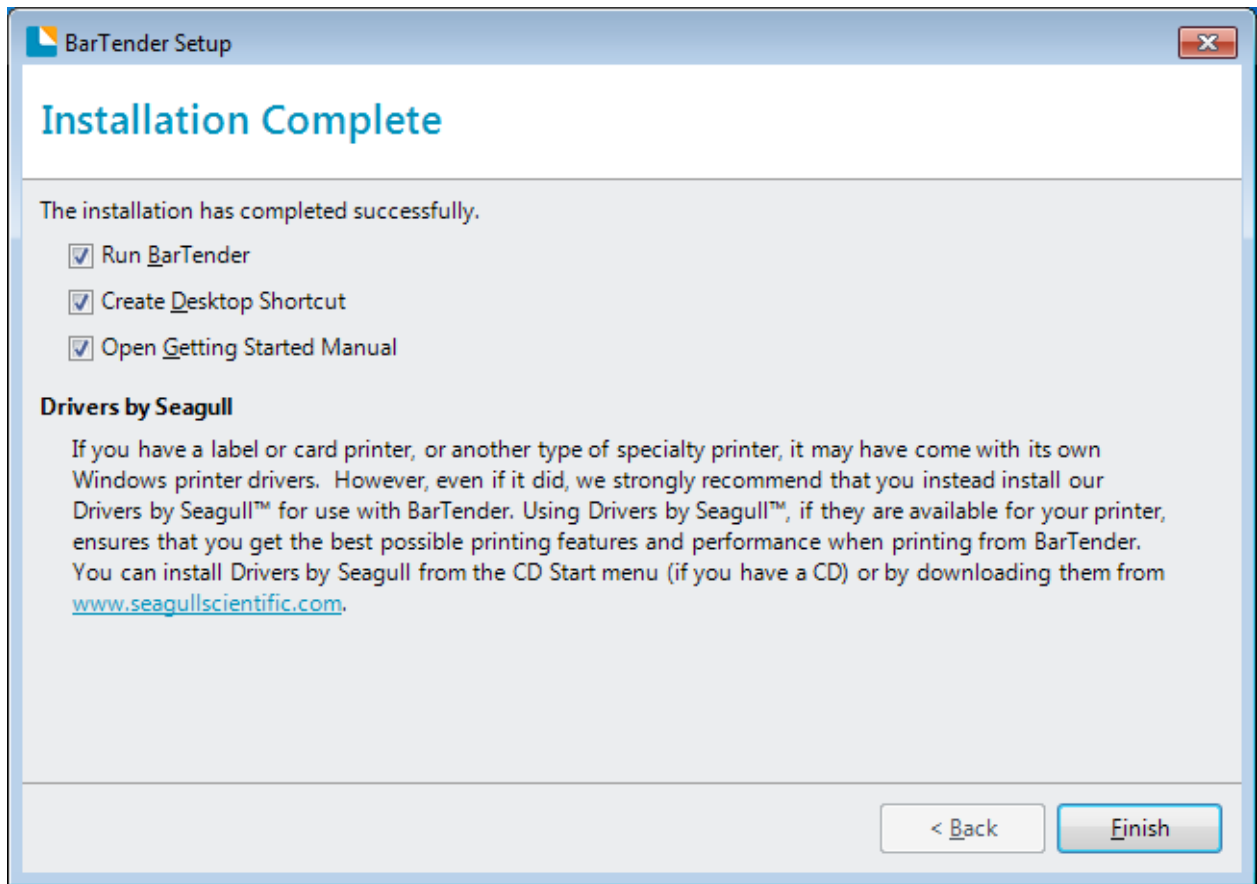 BarTender Setup
Installation Complete
The installation has completed successfully.
Run BarTender
Create Desktop Shortcut
Open Getting Started Manual
Drivers by Seagull
If you have a label or card printer, or another type of specialty printer, it may have come with its own
Windows printer drivers.  However, even if it did, we strongly recommend that you instead install our
Drivers by Seagull™ for use with BarTender. Using Drivers by Seagull™, if they are available for your printer,
ensures that you get the best possible printing features and performance when printing from BarTender.
You can install Drivers by Seagull from the CD Start menu (if you have a CD) or by downloading them from
www.seagullscientific.com.
< Back
Finish